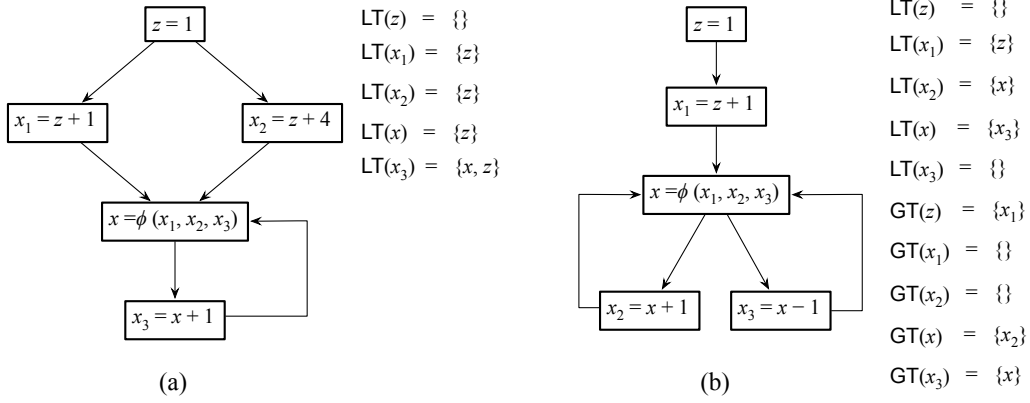 z = 1
x₁ = z + 1
x₂ = z + 4
x =ϕ (x₁, x₂, x₃)
x₃ = x + 1
(a)
LT(z) = {}
LT(x₁) = {z}
LT(x₂) = {z}
LT(x) = {z}
LT(x₃) = {x, z}
z = 1
x₁ = z + 1
x =ϕ (x₁, x₂, x₃)
x₂ = x + 1
x₃ = x − 1
(b)
LT(z) = {}
LT(x₁) = {z}
LT(x₂) = {x}
LT(x) = {x₃}
LT(x₃) = {}
GT(z) = {x₁}
GT(x₁) = {}
GT(x₂) = {}
GT(x) = {x₂}
GT(x₃) = {x}